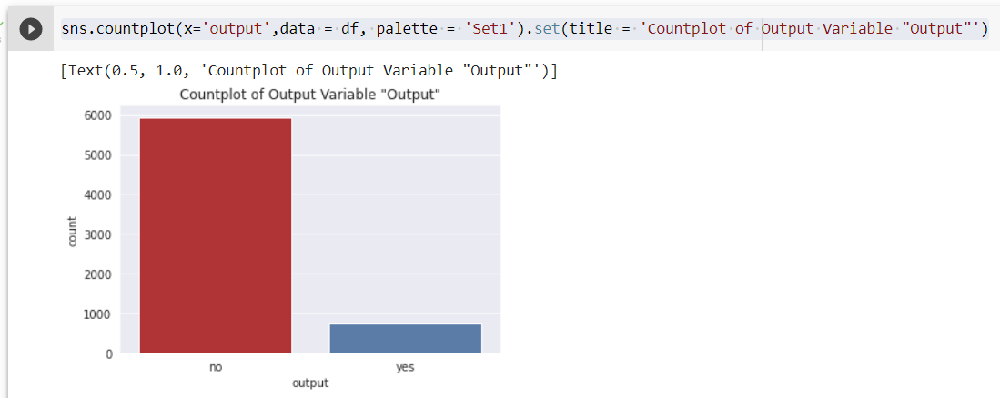 sns.countplot(x='output',data = df, palette = 'Set1').set(title = 'Countplot of Output Variable "Output"')
[Text(0.5, 1.0, 'Countplot of Output Variable "Output"')]
Countplot of Output Variable "Output"
6000
5000
4000
3000
2000
1000
0
count
no yes
output